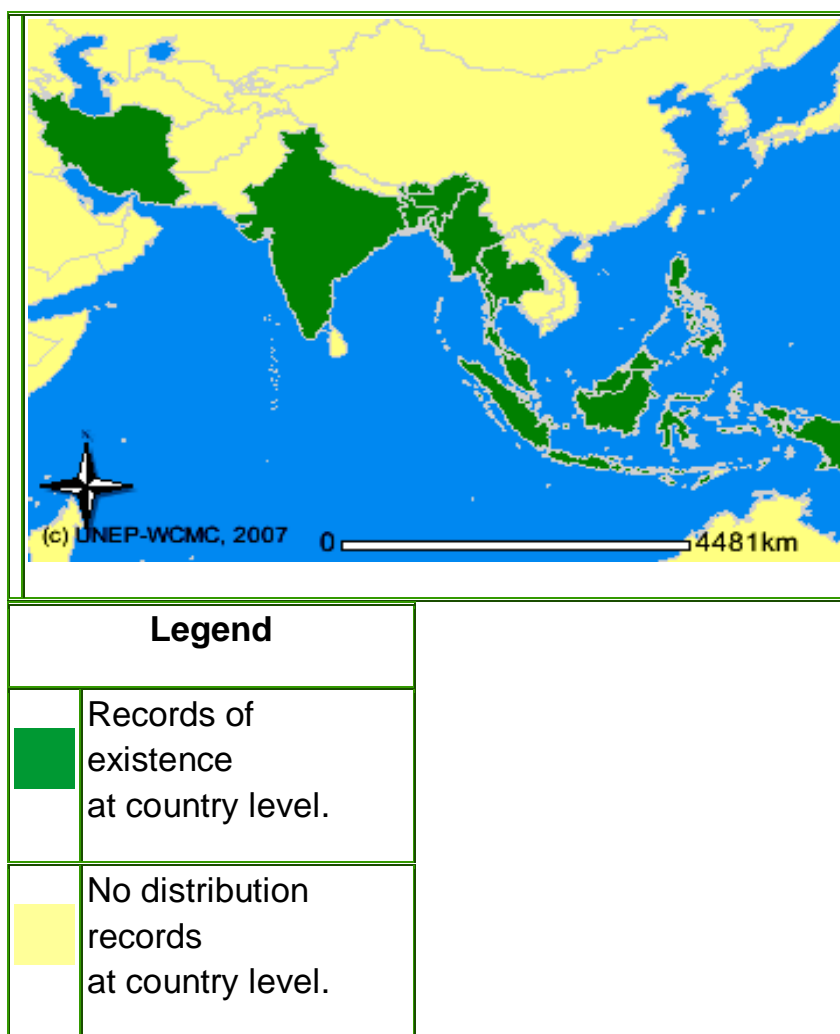 N
(c) UNEP-WCMC, 2007 0 4481km
Legend
Records of
existence
at country level.
No distribution
records
at country level.